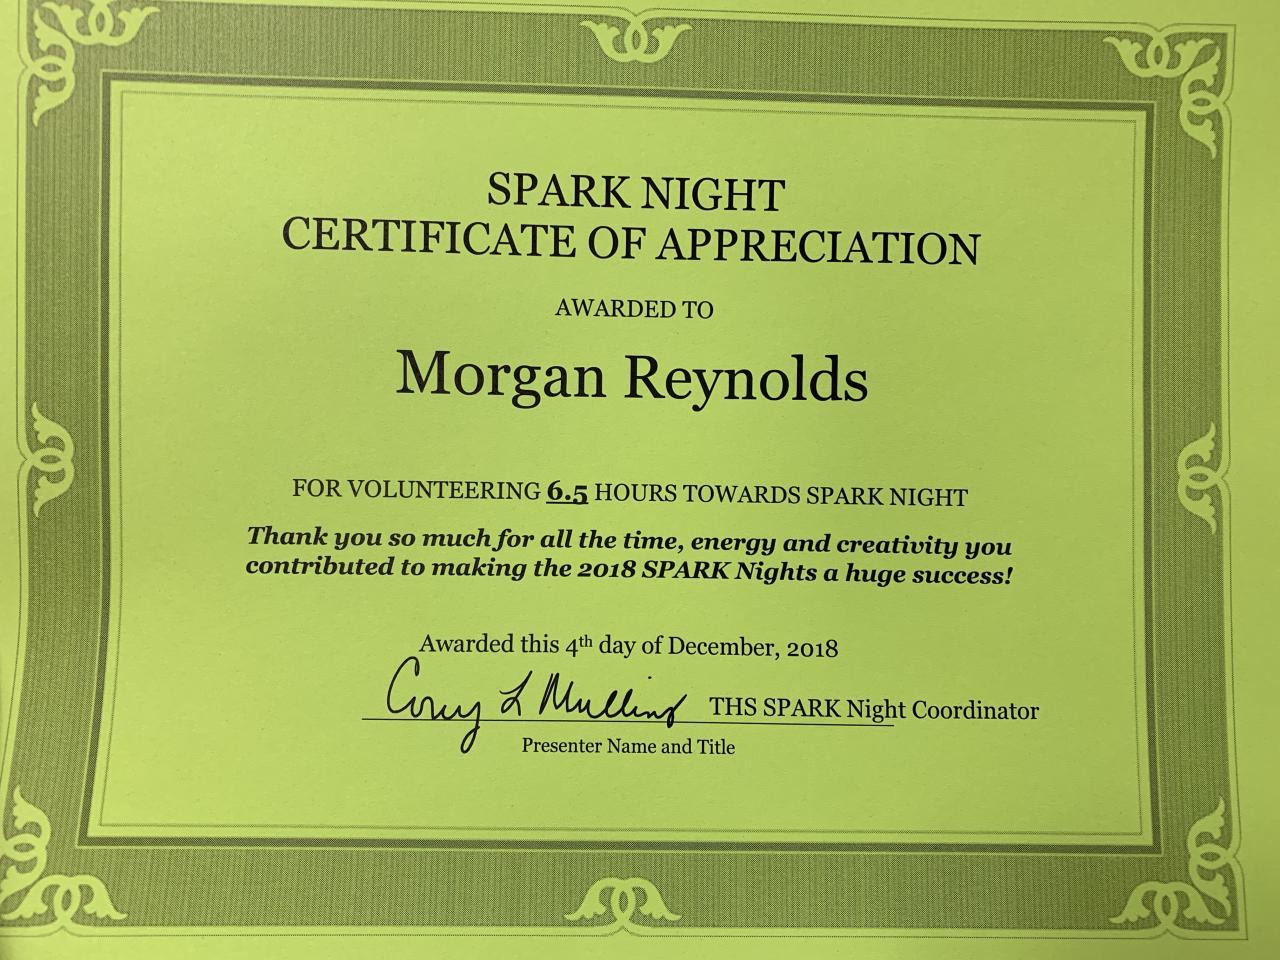 SPARK NIGHT
CERTIFICATE OF APPRECIATION
AWARDED TO
Morgan Reynolds
FOR VOLUNTEERING 6.5 HOURS TOWARDS SPARK NIGHT
Thank you so much for all the time, energy and creativity you
contributed to making the 2018 SPARK Nights a huge success!
Awarded this 4th day of December, 2018
Cory L Mullins THS SPARK Night Coordinator
Presenter Name and Title